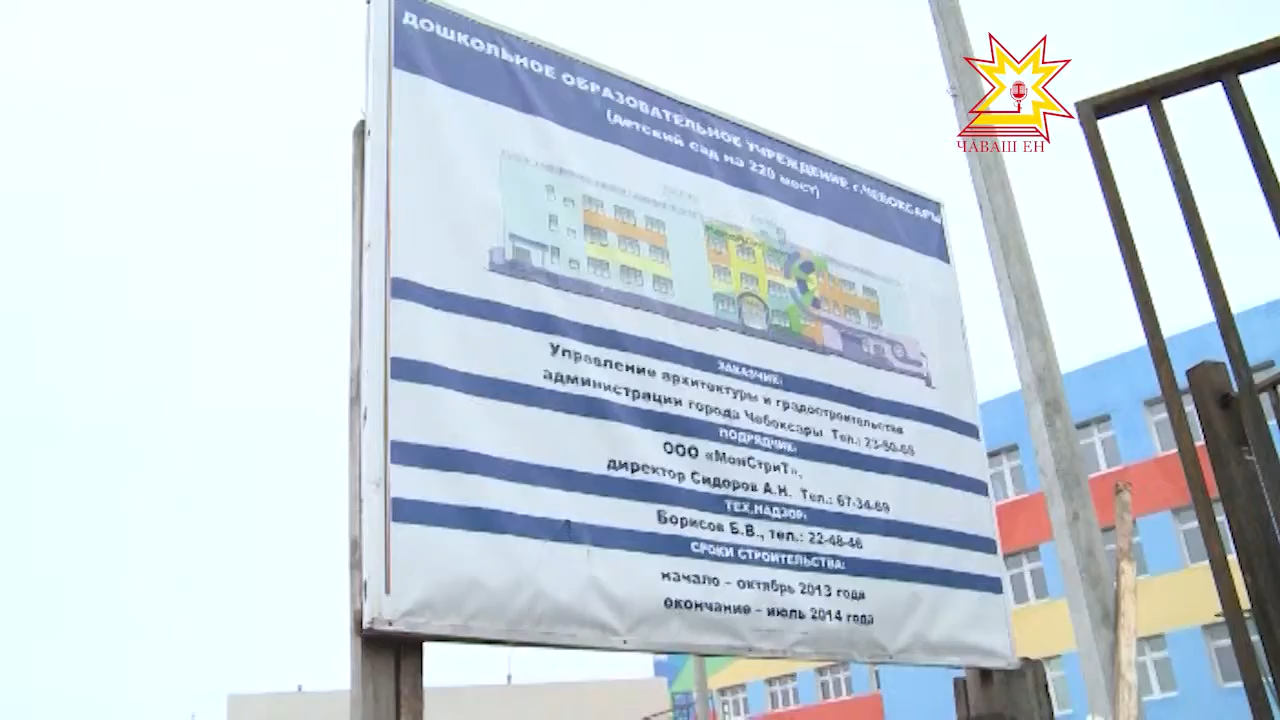 ДОШКОЛЬНОЕ ОБРАЗОВАТЕЛЬНОЕ УЧРЕЖДЕНИЕ г.ЧЕБОКСАРЫ
(детский сад на 220 мест)
ЗАКАЗЧИК:
Управление архитектуры и градостроительства
администрации города Чебоксары Тел.: 23-50-69
ПОДРЯДЧИК:
ООО «МонСтриТ»,
директор Сидоров А.Н. Тел.: 67-34-69
ТЕХ.НАДЗОР:
Борисов Б.В., тел.: 22-48-46
СРОКИ СТРОИТЕЛЬСТВА:
начало - октябрь 2013 года
окончание - июль 2014 года
ЧĂВАШ ЕН